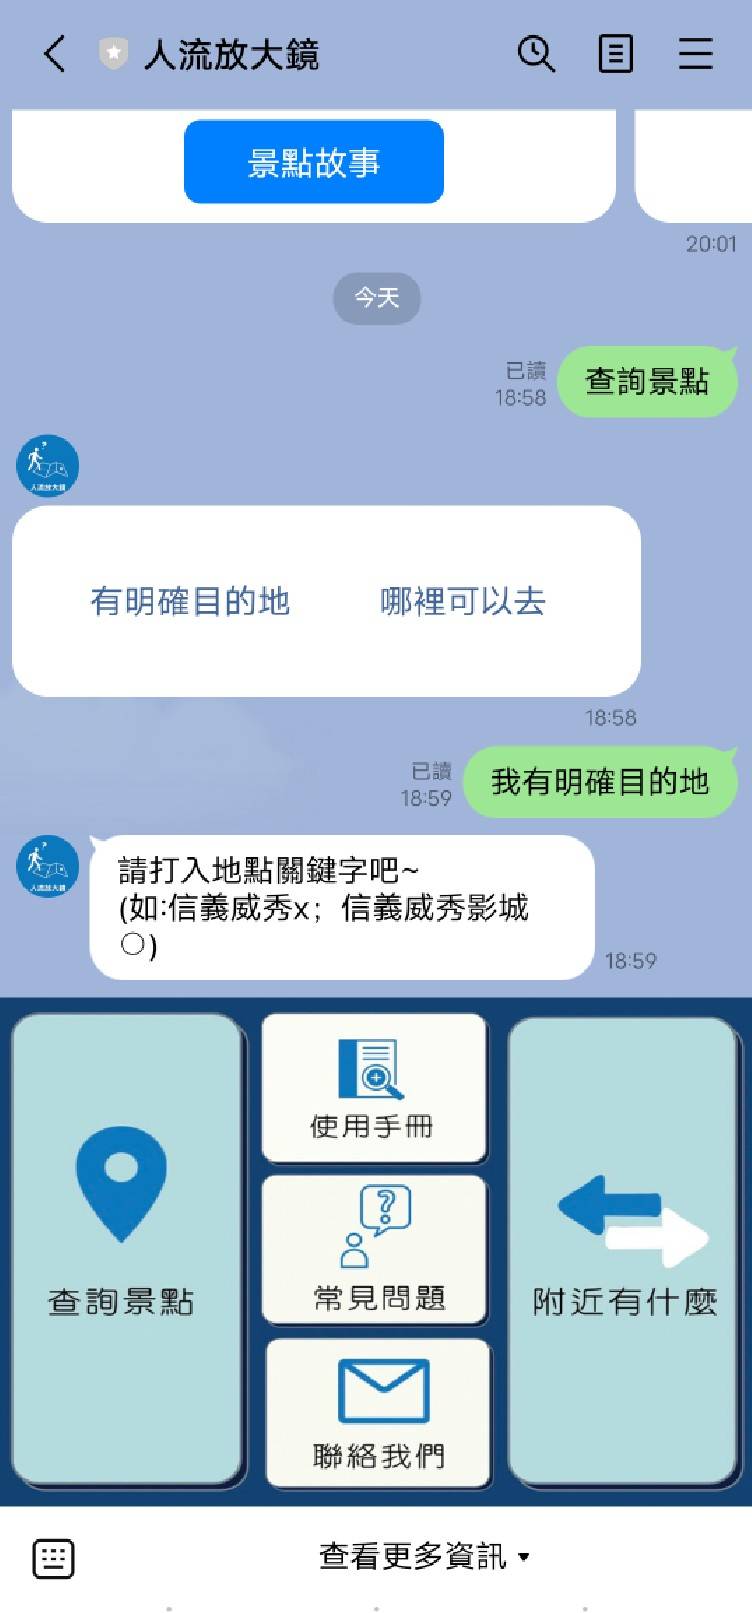 人流放大鏡
景點故事
20:01
今天
已讀
18:58
查詢景點
人流放大鏡
有明確目的地
哪裡可以去
18:58
已讀
18:59
我有明確目的地
人流放大鏡
請打入地點關鍵字吧~
(如:信義威秀x；信義威秀影城
○)
18:59
查詢景點
使用手冊
常見問題
聯絡我們
附近有什麼
查看更多資訊